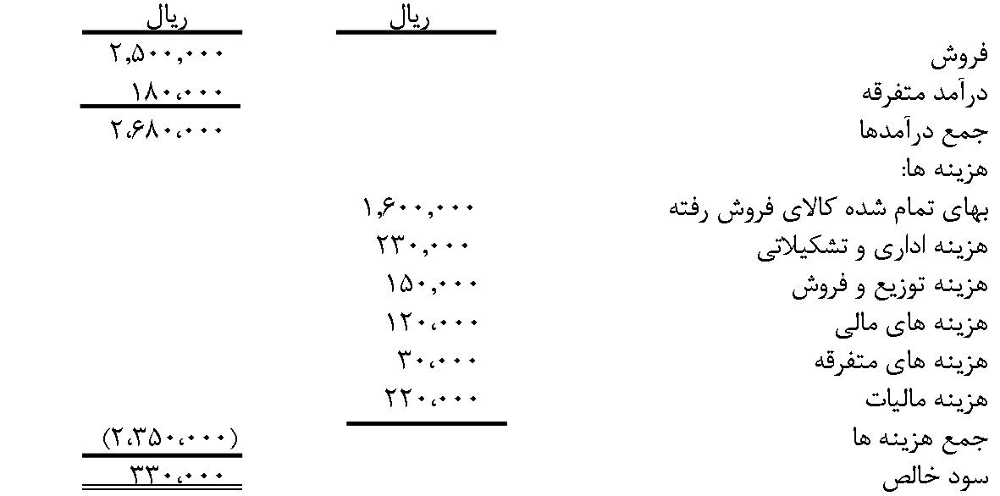 ریال ریال
فروش ۲,۵۰۰,۰۰۰
درآمد متفرقه ۱۸۰،۰۰۰
جمع درآمدها ۲،۶۸۰،۰۰۰
هزینه ها:
بهای تمام شده کالای فروش رفته ۱,۶۰۰,۰۰۰
هزینه اداری و تشکیلاتی ۲۳۰,۰۰۰
هزینه توزیع و فروش ۱۵۰,۰۰۰
هزینه های مالی ۱۲۰،۰۰۰
هزینه های متفرقه ۳۰،۰۰۰
هزینه مالیات ۲۲۰،۰۰۰
جمع هزینه ها (۲،۳۵۰،۰۰۰)
سود خالص ۳۳۰،۰۰۰